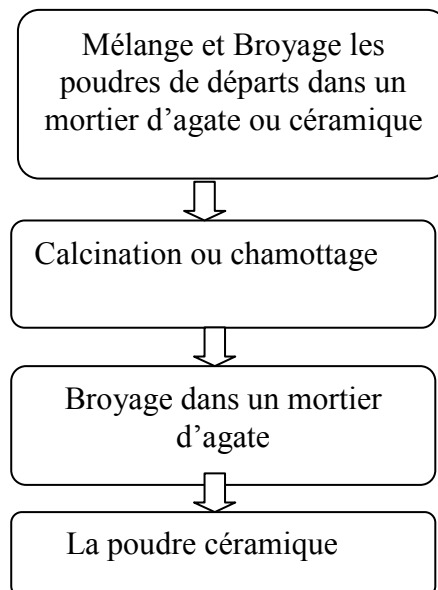 Mélange et Broyage les
poudres de départs dans un
mortier d’agate ou céramique
Calcination ou chamottage
Broyage dans un mortier
d’agate
La poudre céramique